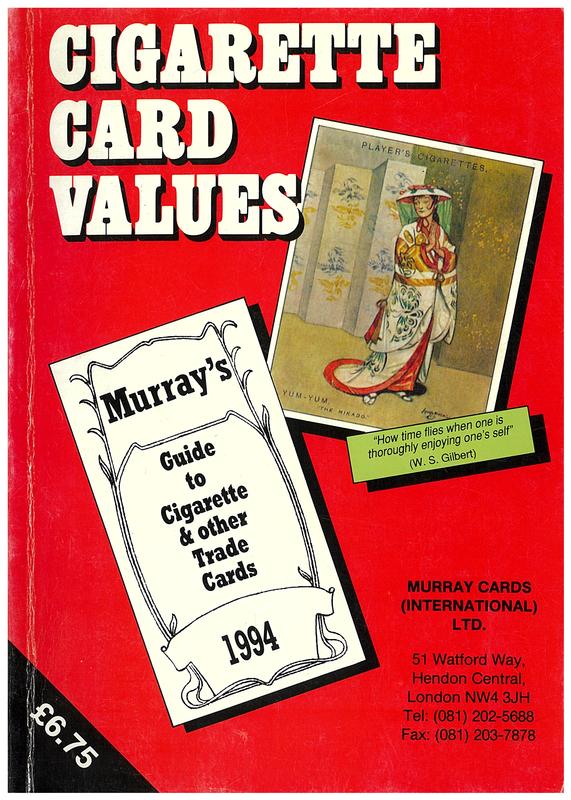 CIGARETTE
CARD
VALUES
PLAYER'S CIGARETTES.
YUM-YUM.
"THE MIKADO."
"How time flies when one is
thoroughly enjoying one's self"
(W. S. Gilbert)
Murray's
Guide
to
Cigarette
& other
Trade
Cards
1994
MURRAY CARDS
(INTERNATIONAL)
LTD.
51 Watford Way,
Hendon Central,
London NW4 3JH
Tel: (081) 202-5688
Fax: (081) 203-7878
£6.75